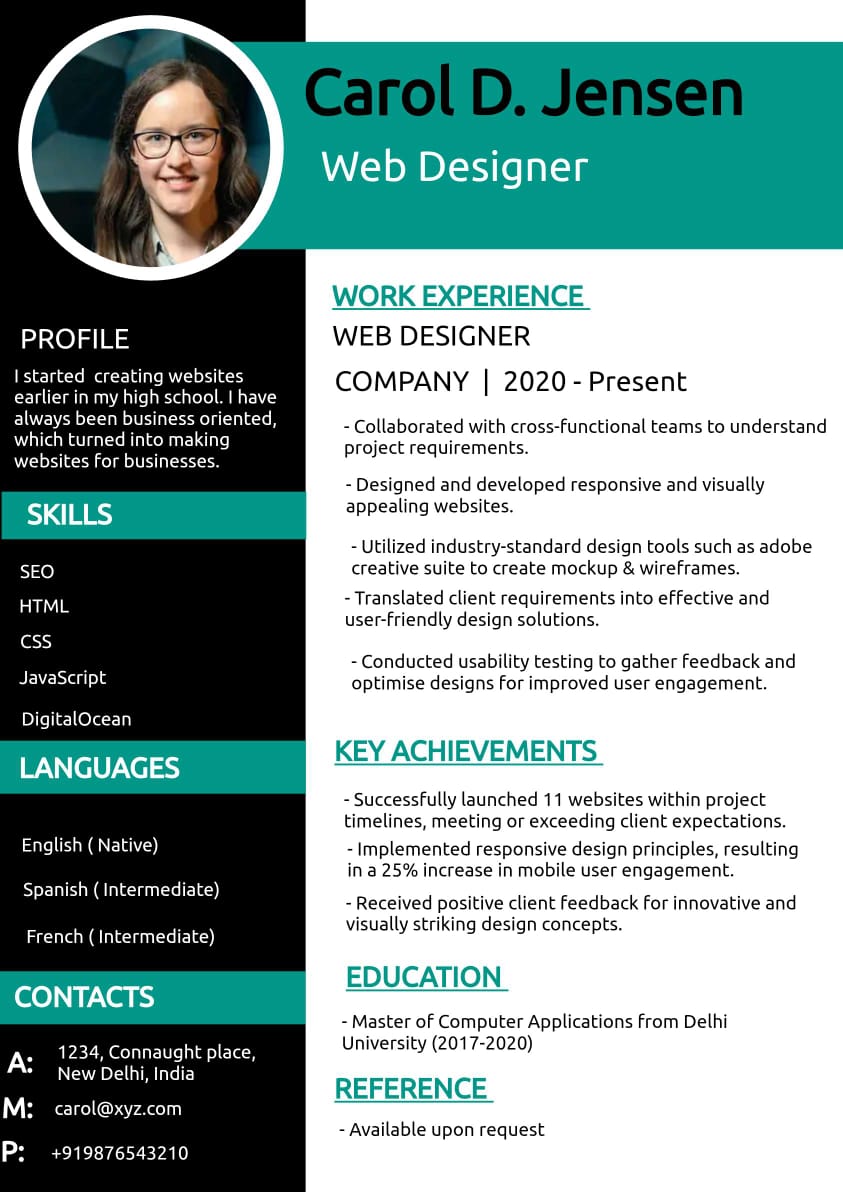 Carol D. Jensen
Web Designer
PROFILE
I started  creating websites
earlier in my high school. I have
always been business oriented,
which turned into making
websites for businesses.
SKILLS
SEO
HTML
CSS
JavaScript
DigitalOcean
LANGUAGES
English ( Native)
Spanish ( Intermediate)
French ( Intermediate)
CONTACTS
A: 1234, Connaught place,
New Delhi, India
M: carol@xyz.com
P: +919876543210
WORK EXPERIENCE
WEB DESIGNER
COMPANY | 2020 - Present
- Collaborated with cross-functional teams to understand
project requirements.
- Designed and developed responsive and visually
appealing websites.
- Utilized industry-standard design tools such as adobe
creative suite to create mockup & wireframes.
- Translated client requirements into effective and
user-friendly design solutions.
- Conducted usability testing to gather feedback and
optimise designs for improved user engagement.
KEY ACHIEVEMENTS
- Successfully launched 11 websites within project
timelines, meeting or exceeding client expectations.
- Implemented responsive design principles, resulting
in a 25% increase in mobile user engagement.
- Received positive client feedback for innovative and
visually striking design concepts.
EDUCATION
- Master of Computer Applications from Delhi
University (2017-2020)
REFERENCE
- Available upon request